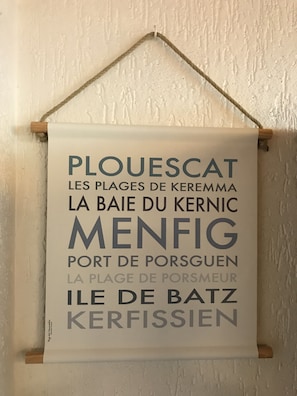 PLOUESCAT
LES PLAGES DE KEREMMA
LA BAIE DU KERNIC
MENFIG
PORT DE PORSGUEN
LA PLAGE DE PORSMEUR
ILE DE BATZ
KERFISSIEN